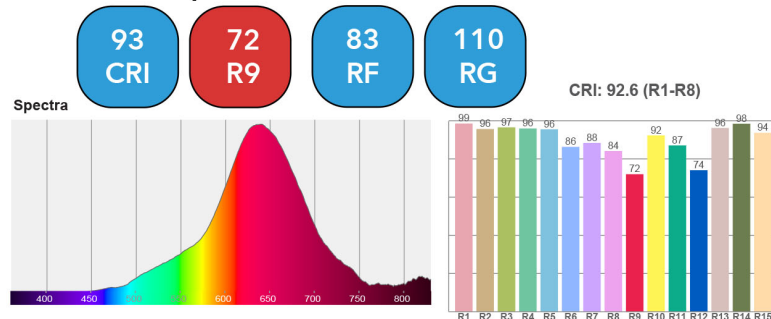 93 CRI
72 R9
83 RF
110 RG
CRI: 92.6 (R1-R8)
Spectra
400 450 500 550 600 650 700 750 800
99 96 97 96 96 86 88 84 72 92 87 74 96 98 94
R1 R2 R3 R4 R5 R6 R7 R8 R9 R10 R11 R12 R13 R14 R15